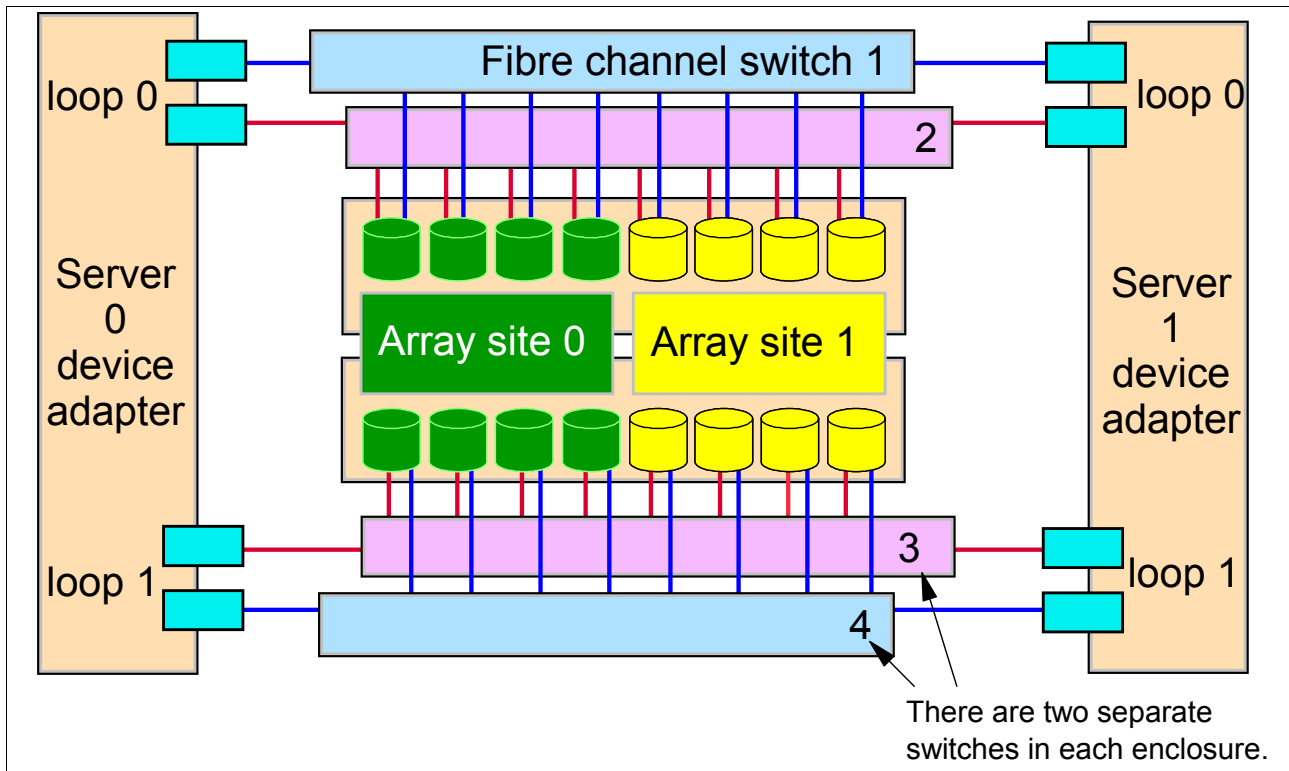 Fibre channel switch 1
loop 0
loop 0
2
Server
0
device
adapter
Array site 0
Array site 1
Server
1
device
adapter
3
loop 1
loop 1
4
There are two separate
switches in each enclosure.